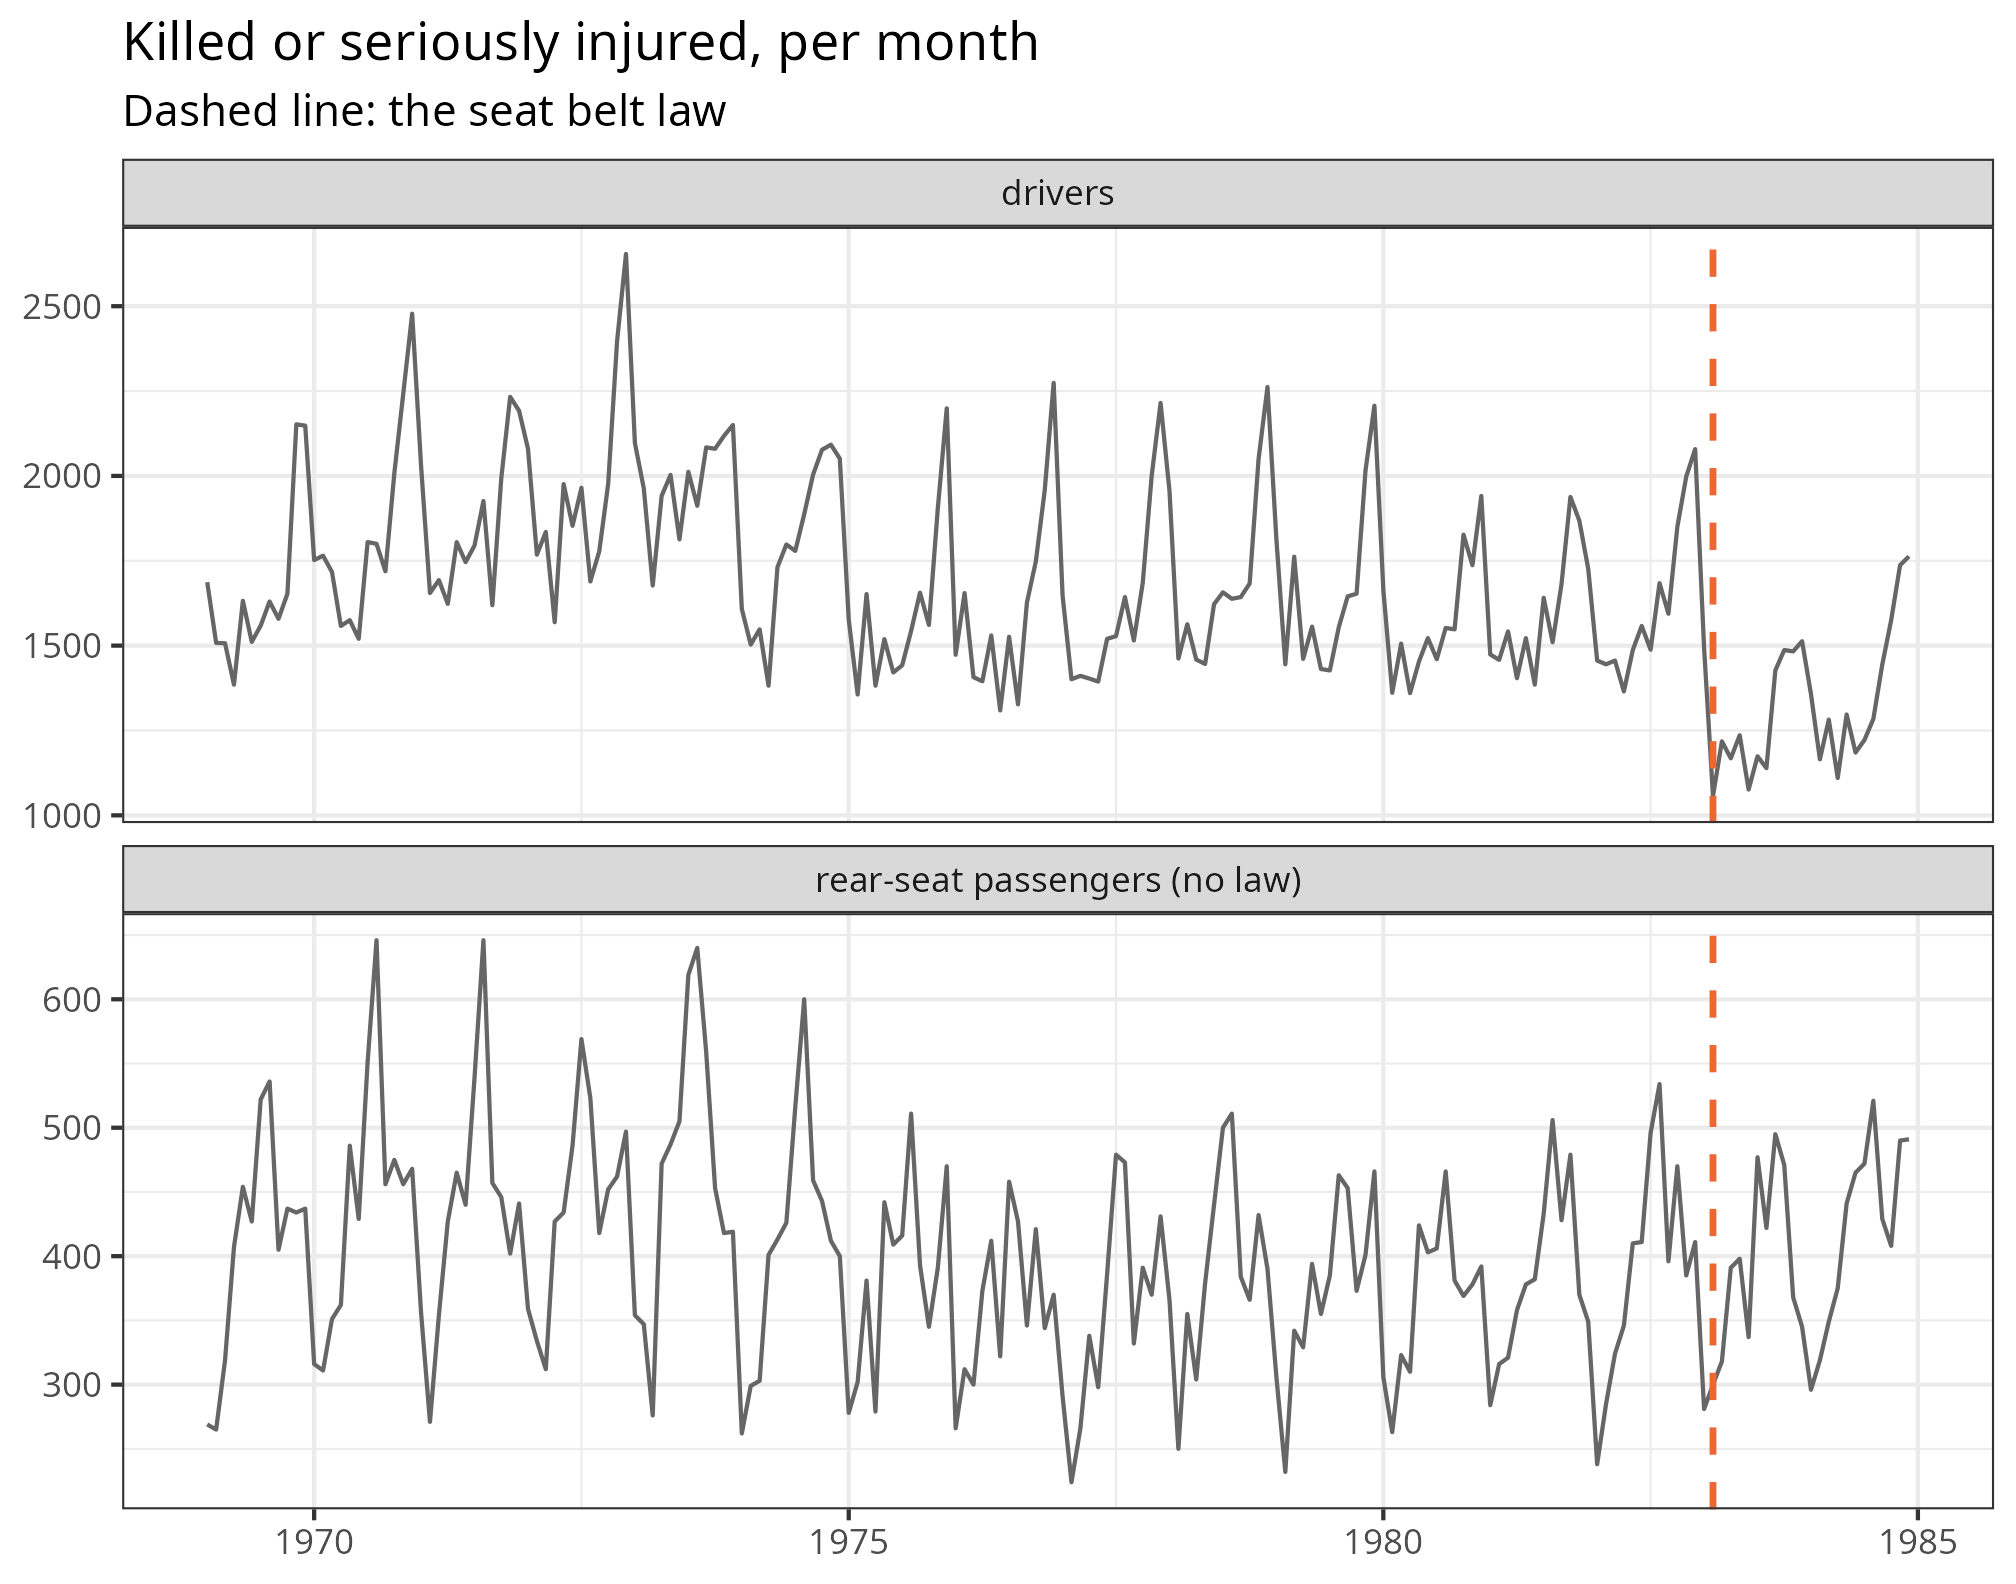 Killed or seriously injured, per month
Dashed line: the seat belt law
drivers
2500
2000
1500
1000
rear-seat passengers (no law)
600
500
400
300
1970 1975 1980 1985